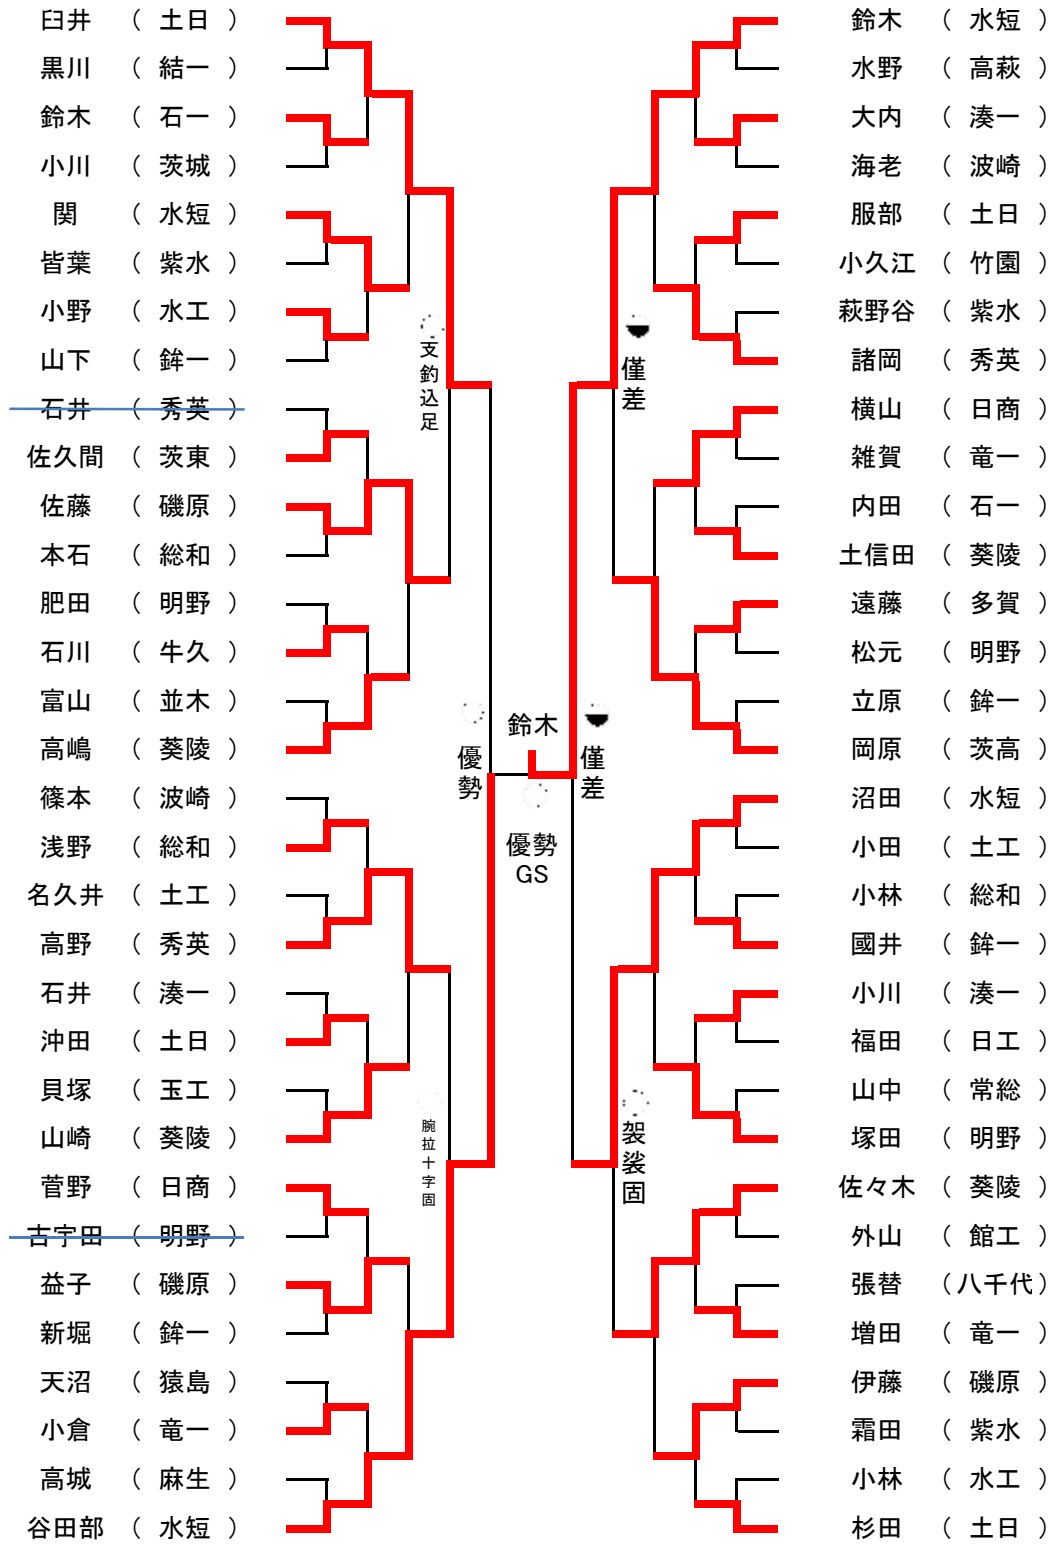 臼井 （ 土日 ）
黒川 （ 結一 ）
鈴木 （ 石一 ）
小川 （ 茨城 ）
関 （ 水短 ）
皆葉 （ 紫水 ）
小野 （ 水工 ）
山下 （ 鉾一 ）
石井 （ 秀英 ）
佐久間 （ 茨東 ）
佐藤 （ 磯原 ）
本石 （ 総和 ）
肥田 （ 明野 ）
石川 （ 牛久 ）
富山 （ 並木 ）
高嶋 （ 葵陵 ）
篠本 （ 波崎 ）
浅野 （ 総和 ）
名久井 （ 土工 ）
高野 （ 秀英 ）
石井 （ 湊一 ）
沖田 （ 土日 ）
貝塚 （ 玉工 ）
山崎 （ 葵陵 ）
菅野 （ 日商 ）
古宇田 （ 明野 ）
益子 （ 磯原 ）
新堀 （ 鉾一 ）
天沼 （ 猿島 ）
小倉 （ 竜一 ）
高城 （ 麻生 ）
谷田部 （ 水短 ）
支釣込足
優勢
腕拉十字固
鈴木
優勢
GS
僅差
僅差
袈裟固
鈴木 （ 水短 ）
水野 （ 高萩 ）
大内 （ 湊一 ）
海老 （ 波崎 ）
服部 （ 土日 ）
小久江 （ 竹園 ）
萩野谷 （ 紫水 ）
諸岡 （ 秀英 ）
横山 （ 日商 ）
雑賀 （ 竜一 ）
内田 （ 石一 ）
土信田 （ 葵陵 ）
遠藤 （ 多賀 ）
松元 （ 明野 ）
立原 （ 鉾一 ）
岡原 （ 茨高 ）
沼田 （ 水短 ）
小田 （ 土工 ）
小林 （ 総和 ）
國井 （ 鉾一 ）
小川 （ 湊一 ）
福田 （ 日工 ）
山中 （ 常総 ）
塚田 （ 明野 ）
佐々木 （ 葵陵 ）
外山 （ 館工 ）
張替 （八千代）
増田 （ 竜一 ）
伊藤 （ 磯原 ）
霜田 （ 紫水 ）
小林 （ 水工 ）
杉田 （ 土日 ）